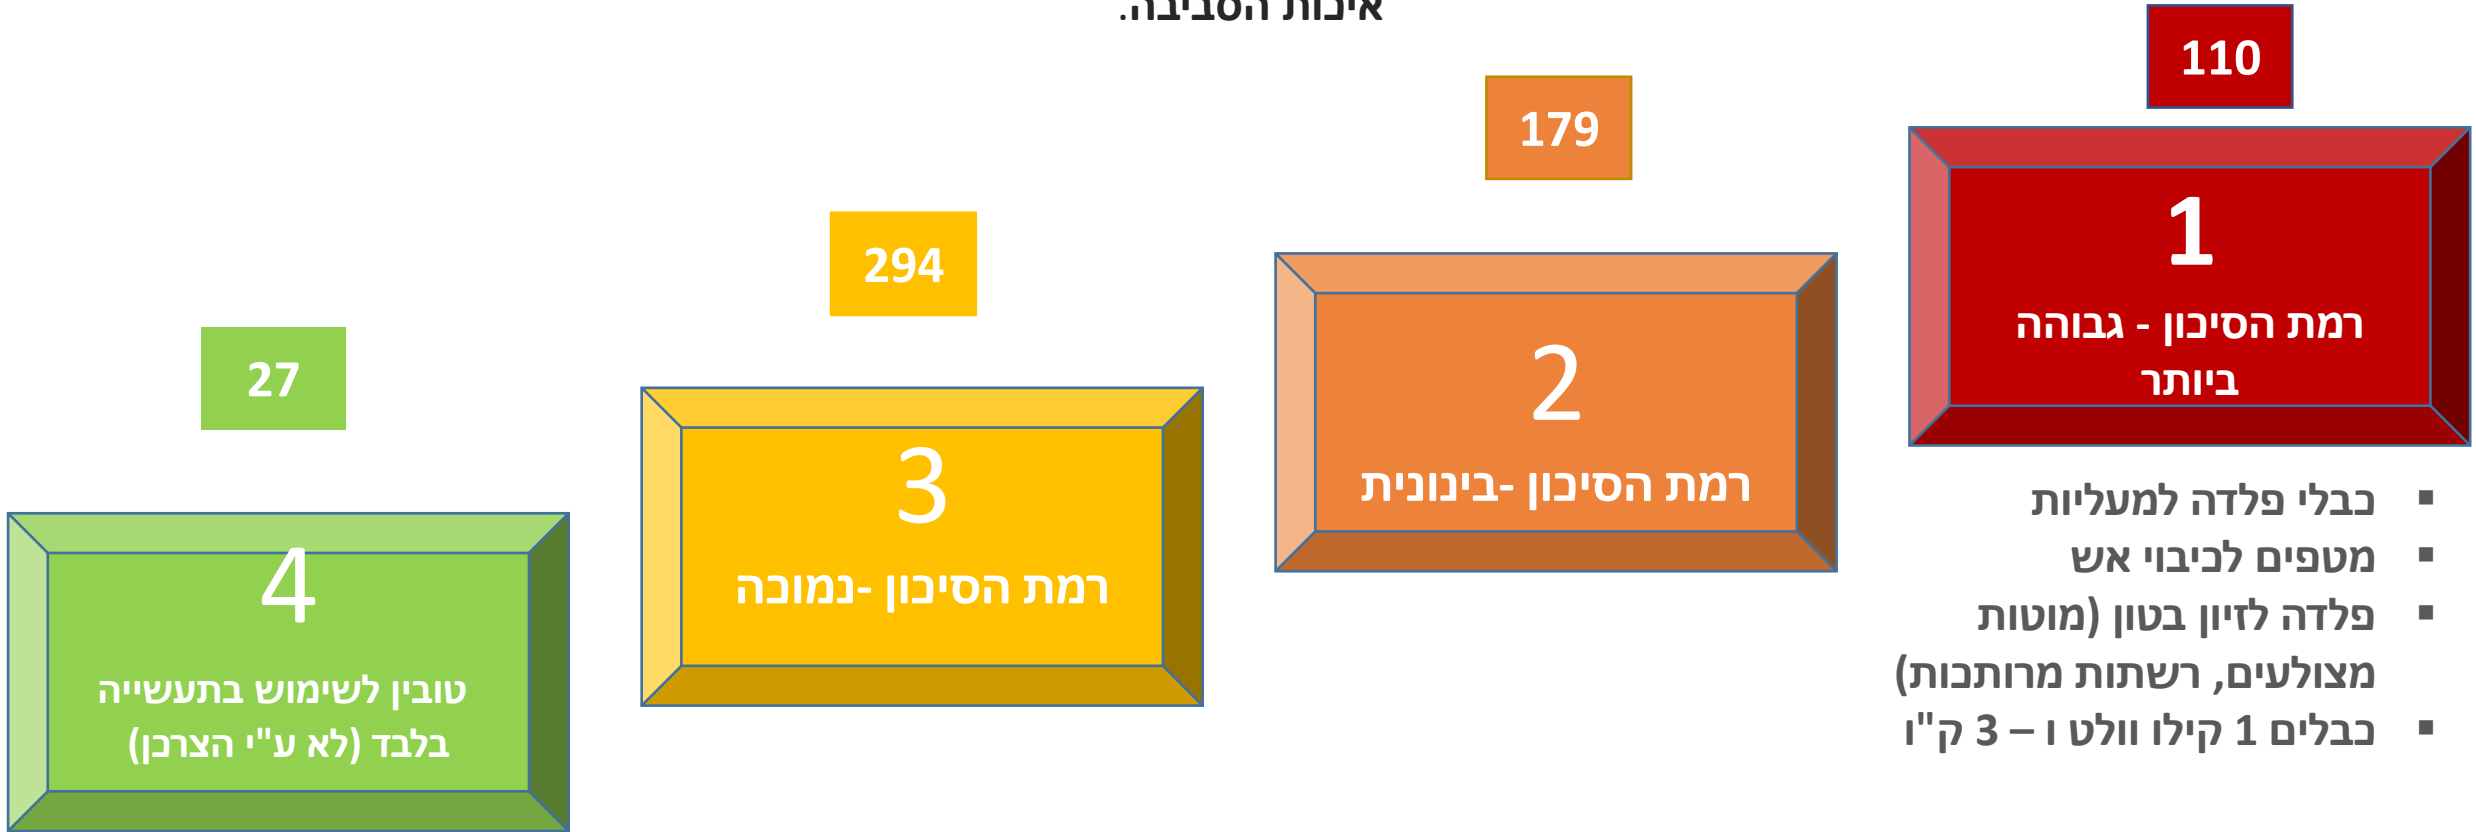 איכות הסביבה.
110
1
רמת הסיכון - גבוהה
ביותר
▪ כבלי פלדה למעליות
▪ מטפים לכיבוי אש
▪ פלדה לזיון בטון (מוטות
מצולעים, רשתות מרותכות)
▪ כבלים 1 קילו וולט ו – 3 ק"ו
179
2
רמת הסיכון -בינונית
294
3
רמת הסיכון -נמוכה
27
4
טובין לשימוש בתעשייה
בלבד (לא ע"י הצרכן)